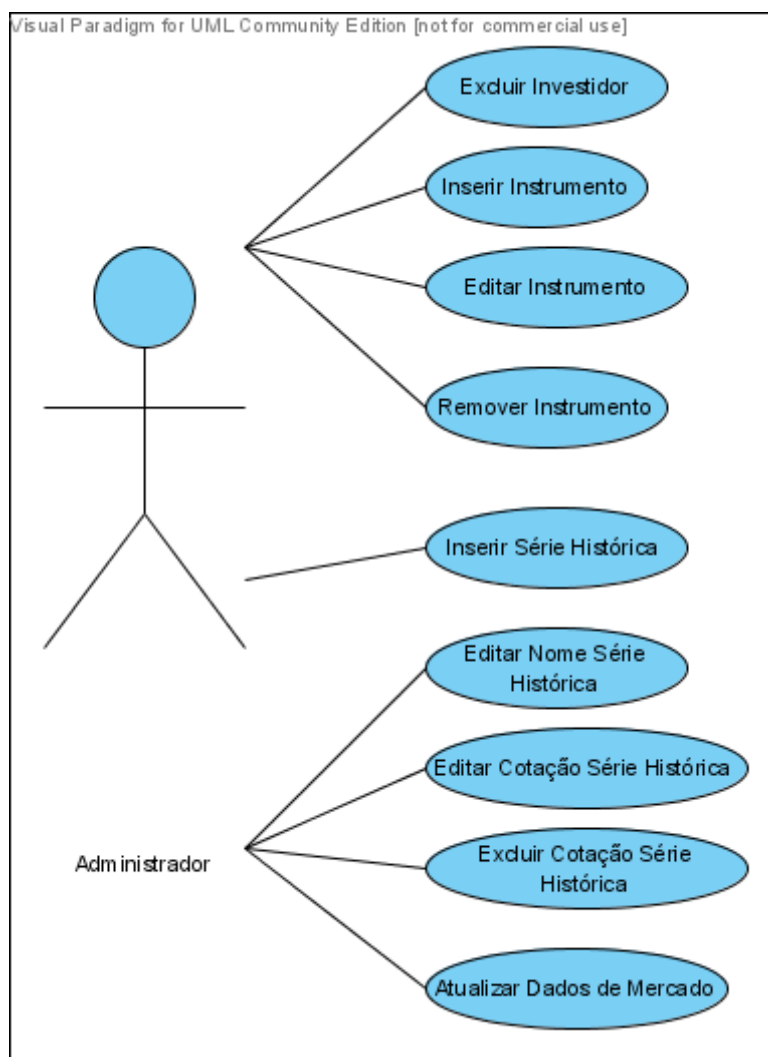 Visual Paradigm for UML Community Edition [not for commercial use]
Excluir Investidor
Inserir Instrumento
Editar Instrumento
Remover Instrumento
Inserir Série Histórica
Editar Nome Série
Histórica
Editar Cotação Série Histórica
Administrador
Excluir Cotação Série
Histórica
Atualizar Dados de Mercado